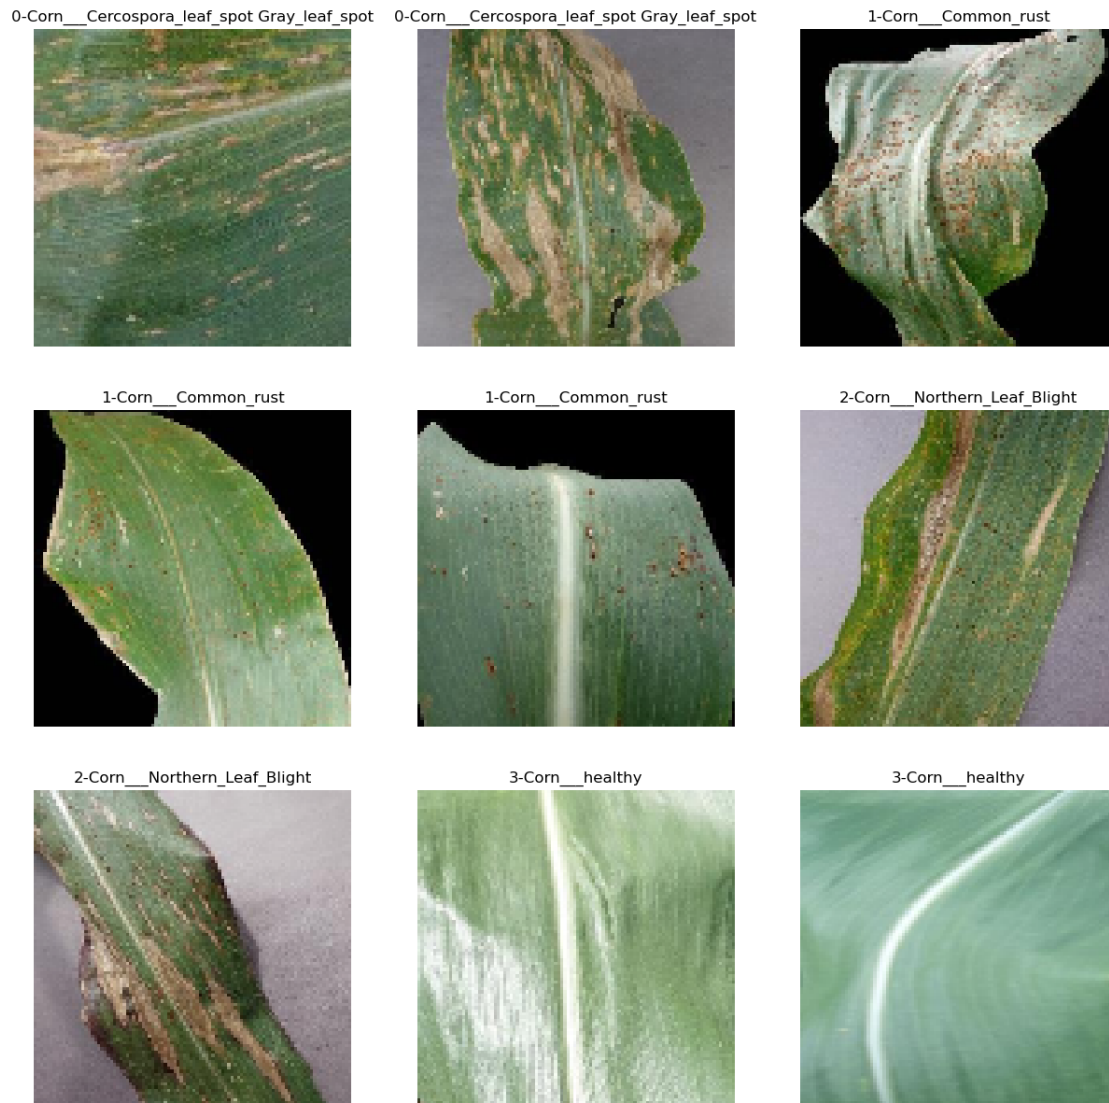 0-Corn___Cercospora_leaf_spot Gray_leaf_spot
0-Corn___Cercospora_leaf_spot Gray_leaf_spot
1-Corn___Common_rust
1-Corn___Common_rust
1-Corn___Common_rust
2-Corn___Northern_Leaf_Blight
2-Corn___Northern_Leaf_Blight
3-Corn___healthy
3-Corn___healthy